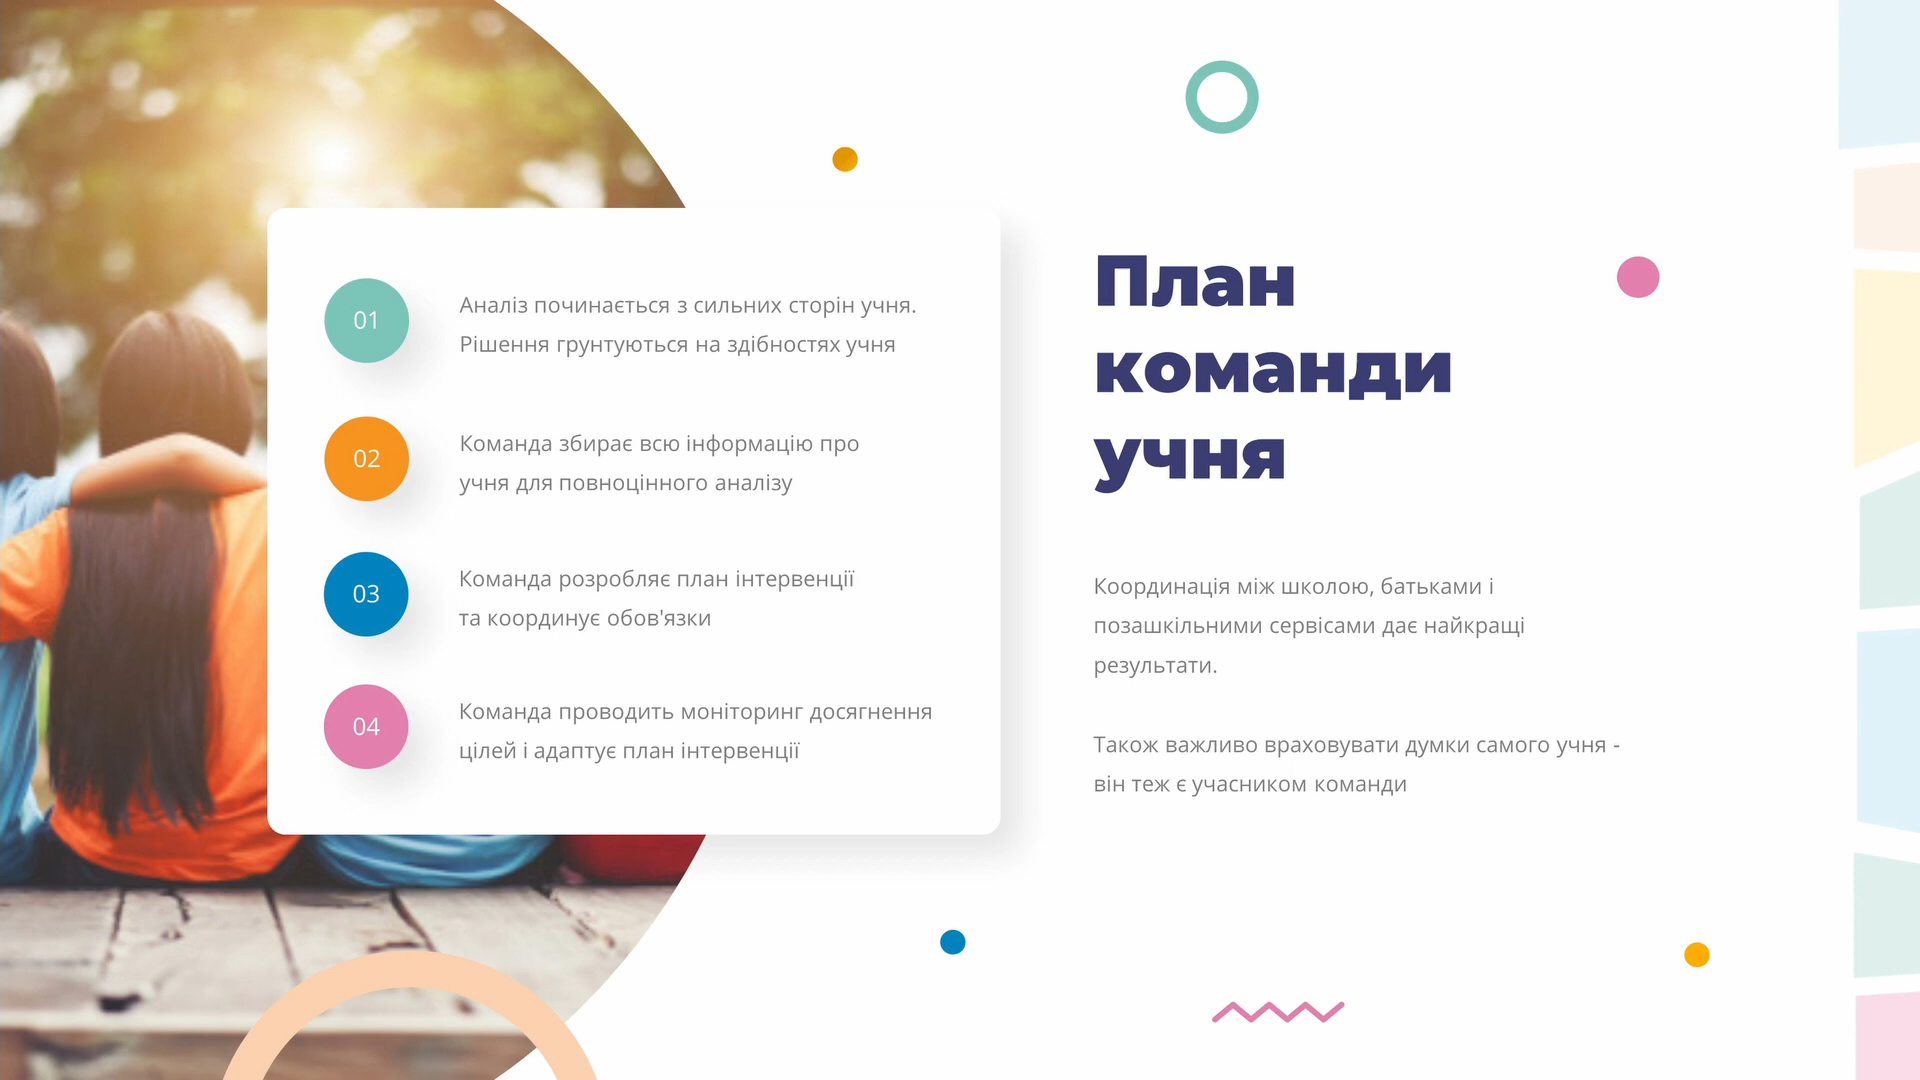 План
команди
учня
01
Аналіз починається з сильних сторін учня.
Рішення грунтуються на здібностях учня
02
Команда збирає всю інформацію про
учня для повноцінного аналізу
03
Команда розробляє план інтервенції
та координує обов'язки
04
Команда проводить моніторинг досягнення
цілей і адаптує план інтервенції
Координація між школою, батьками і
позашкільними сервісами дає найкращі
результати.
Також важливо враховувати думки самого учня -
він теж є учасником команди